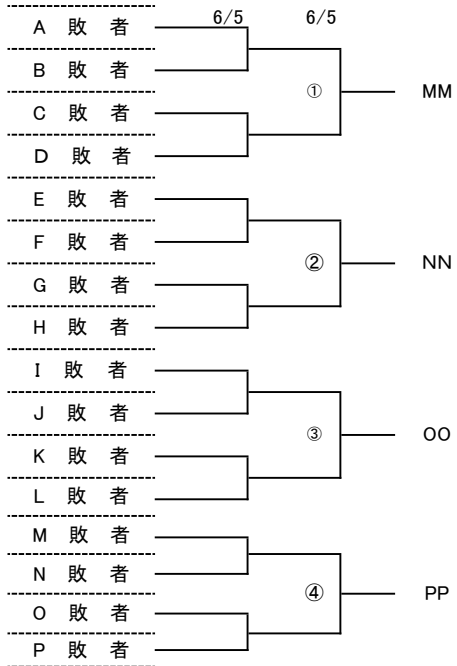 6/5 6/5
A 敗 者
B 敗 者
① MM
C 敗 者
D 敗 者
E 敗 者
F 敗 者
② NN
G 敗 者
H 敗 者
I 敗 者
J 敗 者
③ OO
K 敗 者
L 敗 者
M 敗 者
N 敗 者
④ PP
O 敗 者
P 敗 者